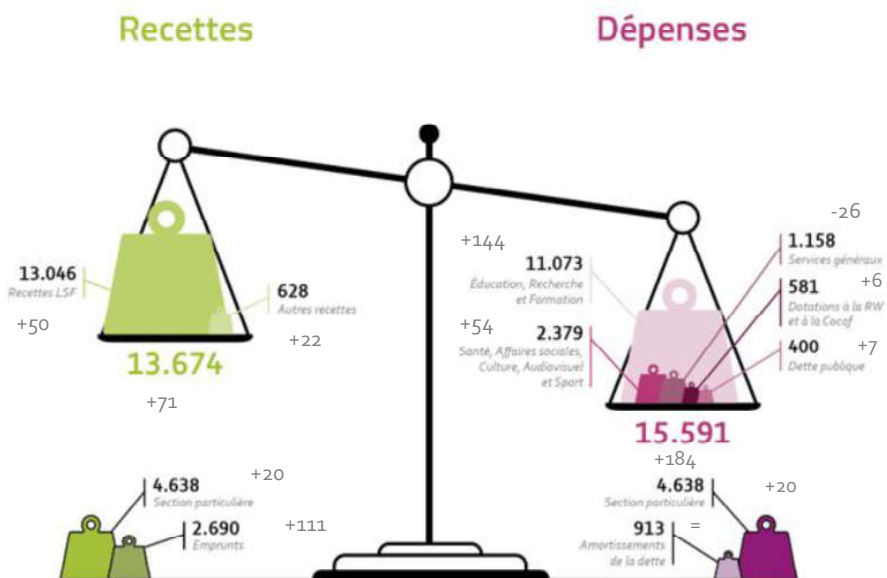 Recettes
Dépenses
13.046
Recettes LSF
+50
628
Autres recettes
+22
13.674
+71
+144
11.073
Éducation, Recherche
et Formation
+54
2.379
Santé, Affaires sociales,
Culture, Audiovisuel
et Sport
-26
1.158
Services généraux
581
+6
Dotations à la RW
et à la Cocof
400
+7
Dette publique
15.591
+184
4.638
+20
Section particulière
2.690
+111
Emprunts
4.638
+20
Section particulière
913
=
Amortissements
de la dette